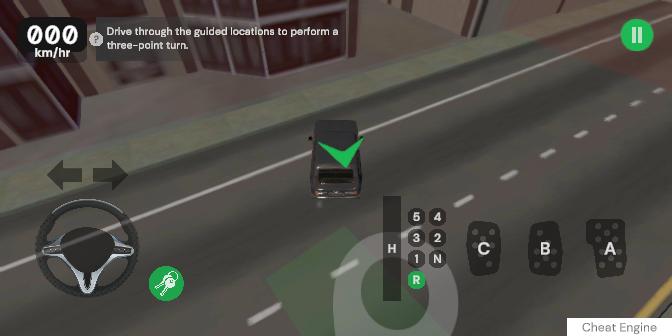 000
km/hr
? Drive through the guided locations to perform a
three-point turn.
H
5 4
3 2
1 N
R
C
B
A
Cheat Engine